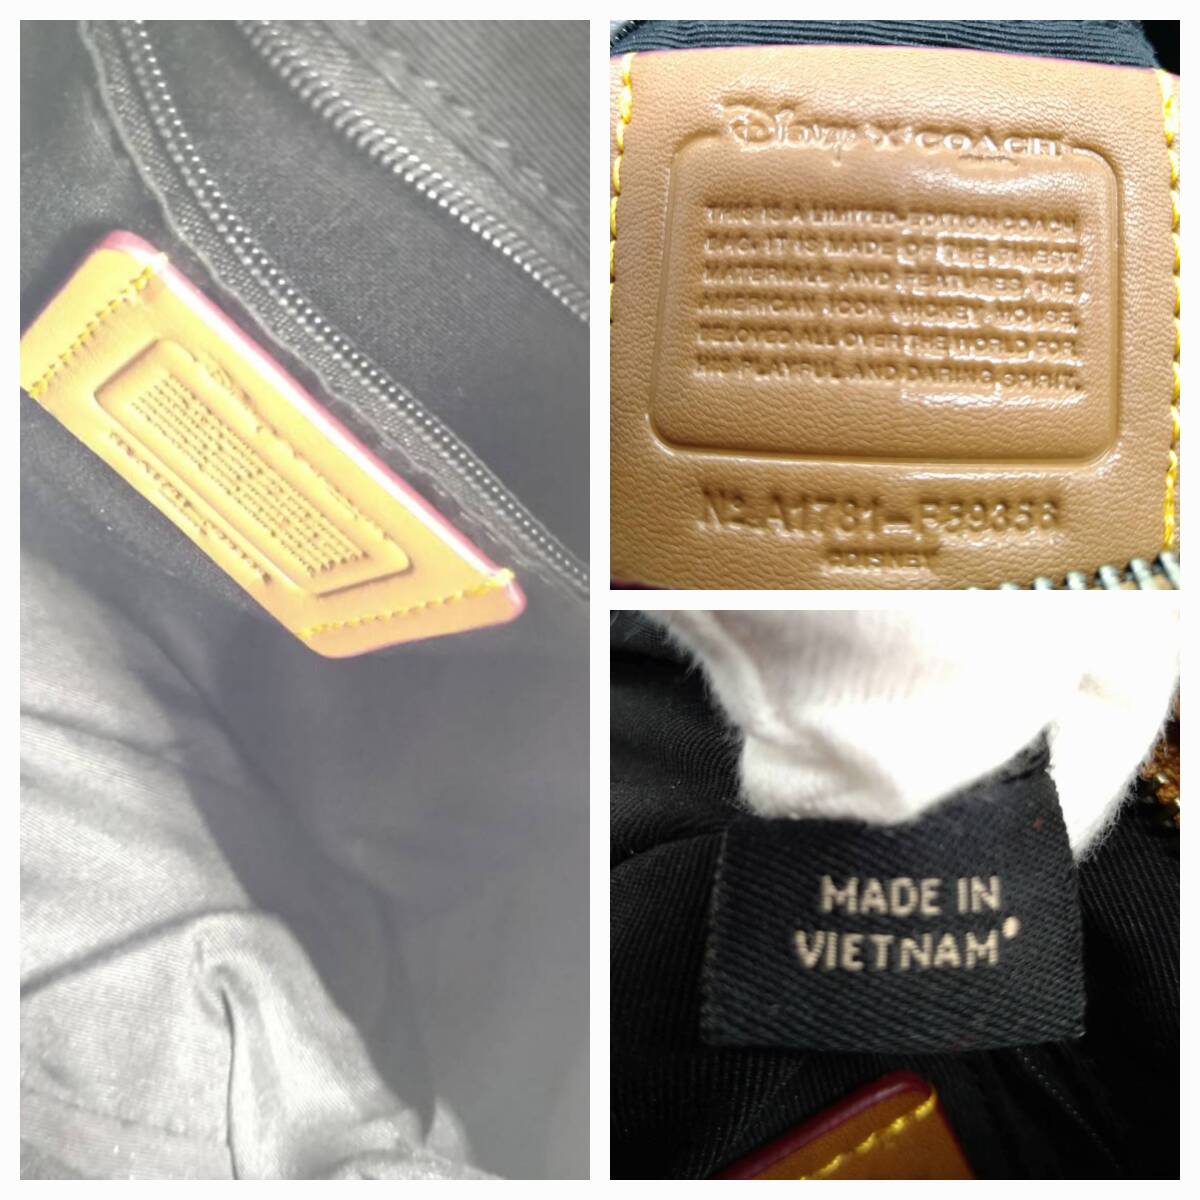 Disney × COACH
THIS IS A LIMITED-EDITION COACH
BAG. IT IS MADE OF THE FINEST
MATERIALS AND FEATURES THE
AMERICAN ICON MICKEY MOUSE,
BELOVED ALL OVER THE WORLD FOR
HIS PLAYFUL AND DARING SPIRIT.
Nº A1781-F59356
COURNEY
MADE IN
VIETNAM